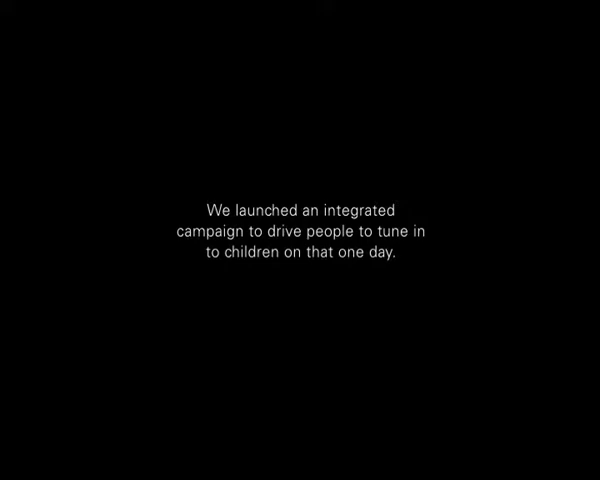 We launched an integrated
campaign to drive people to tune in
to children on that one day.